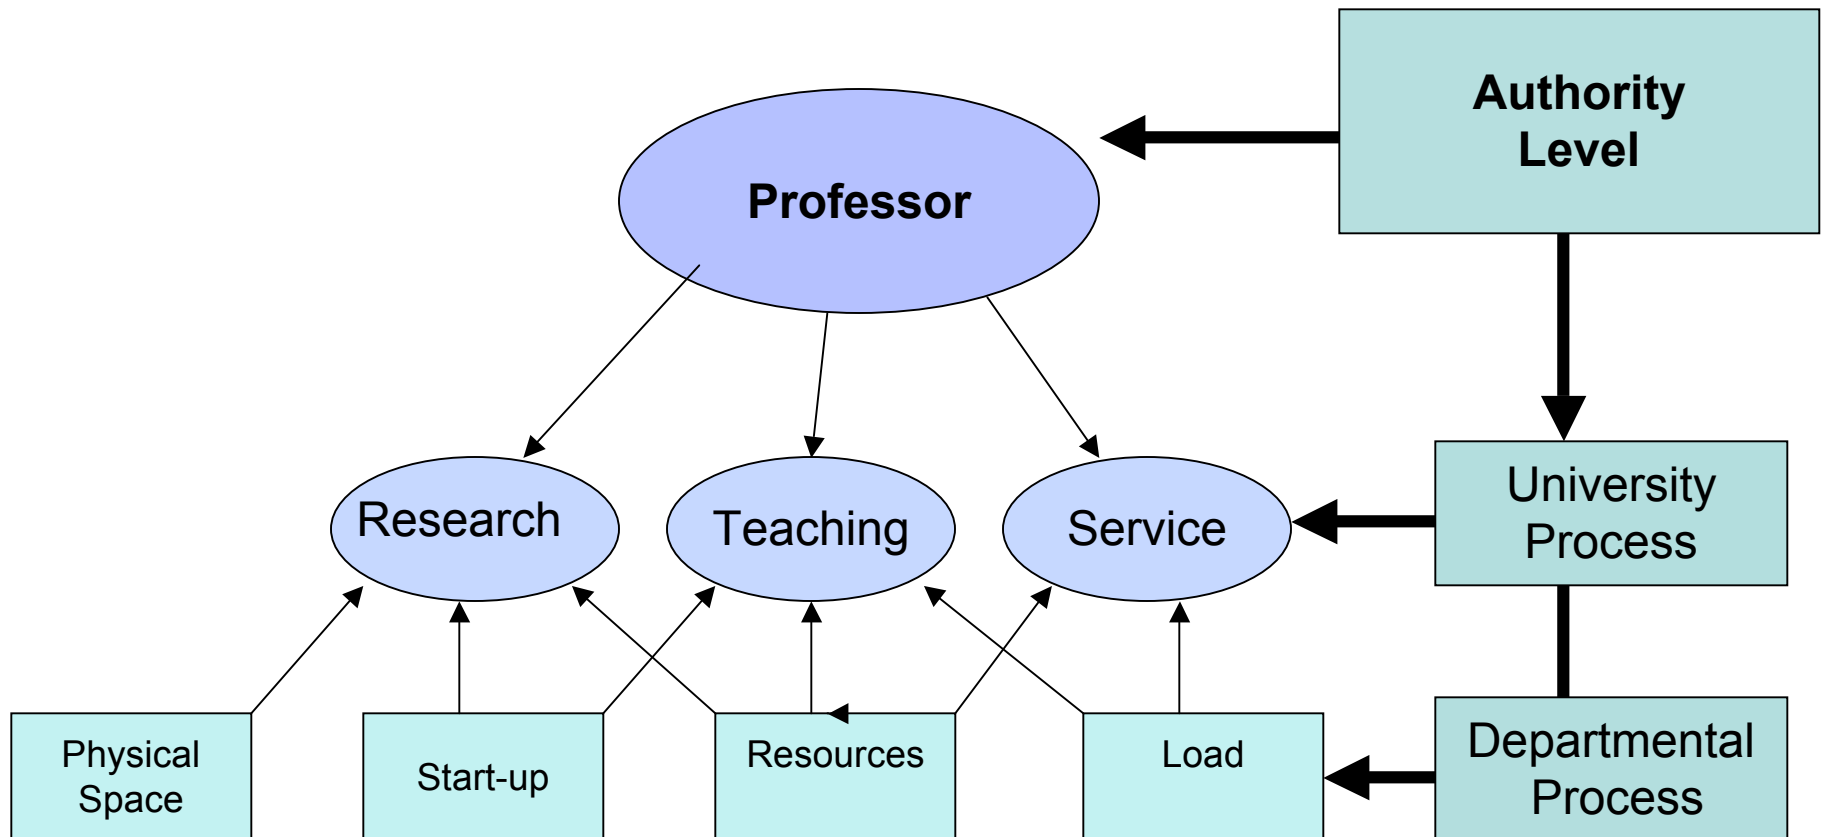 Authority
Level
Professor
Research
Teaching
Service
University
Process
Physical
Space
Start-up
Resources
Load
Departmental
Process